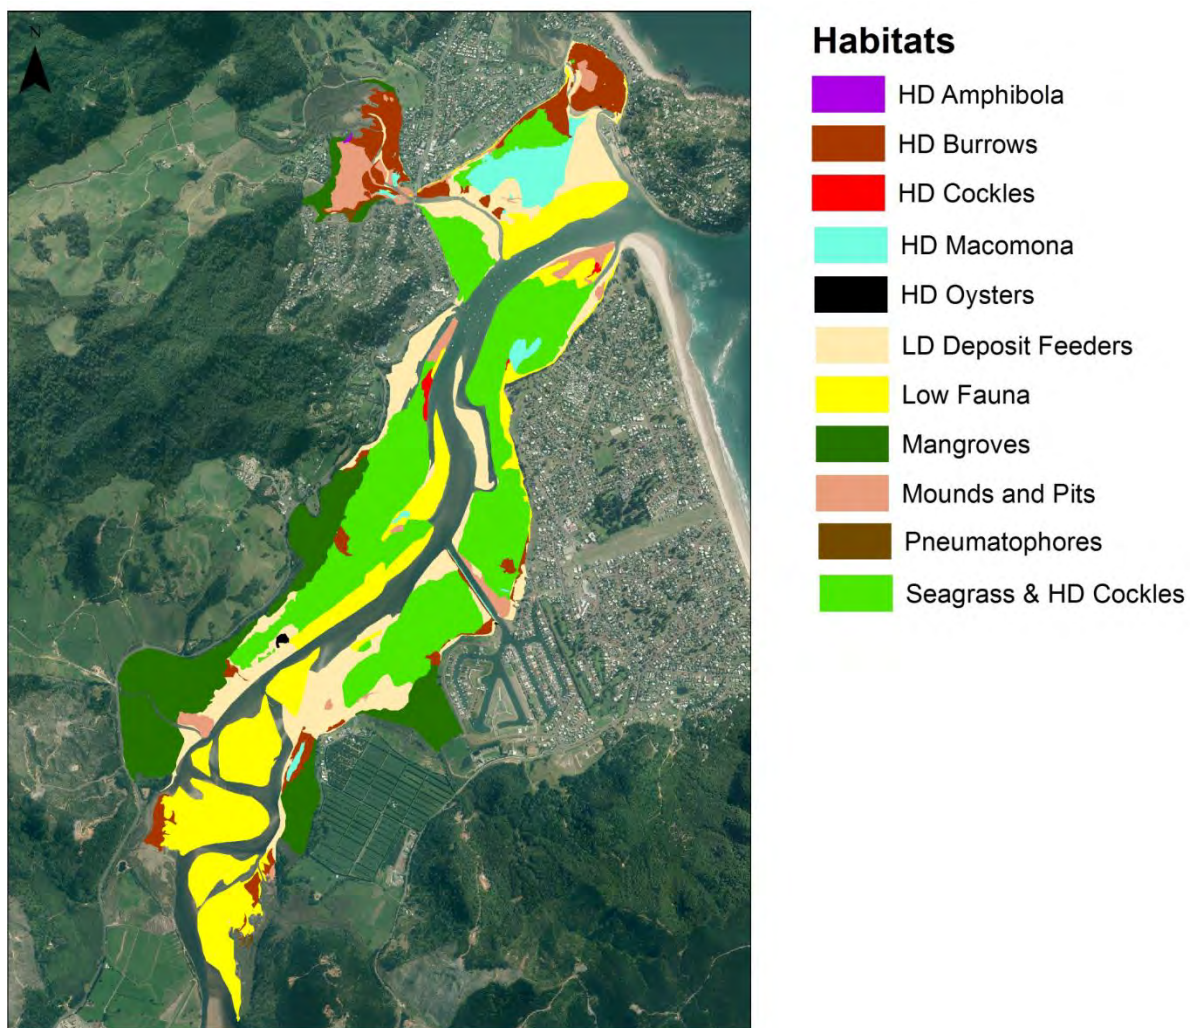 N
Habitats
HD Amphibola
HD Burrows
HD Cockles
HD Macomona
HD Oysters
LD Deposit Feeders
Low Fauna
Mangroves
Mounds and Pits
Pneumatophores
Seagrass & HD Cockles